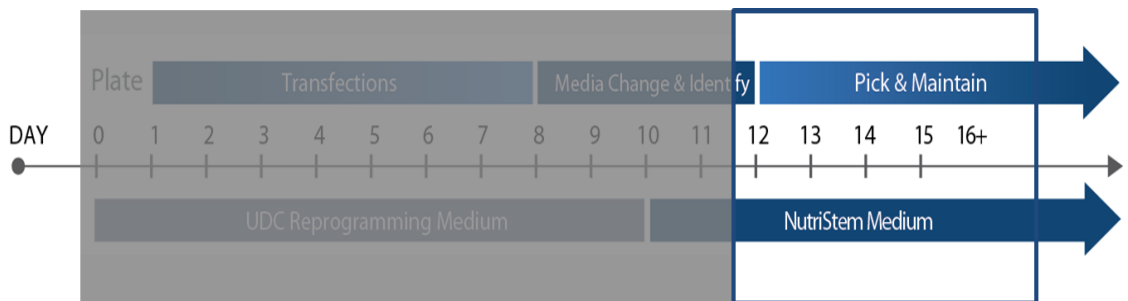 Plate Transfections Media Change & Identify Pick & Maintain
DAY 0 1 2 3 4 5 6 7 8 9 10 11 12 13 14 15 16+
UDC Reprogramming Medium NutriStem Medium